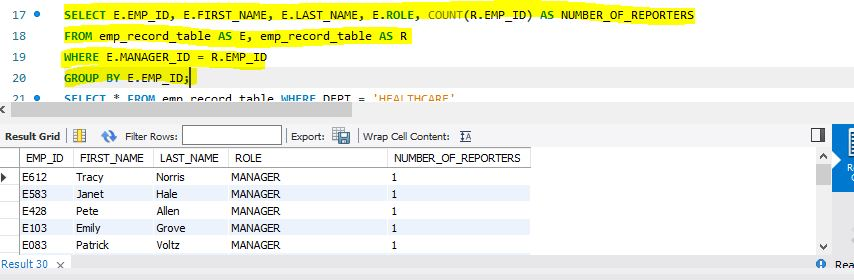 17 SELECT E.EMP_ID, E.FIRST_NAME, E.LAST_NAME, E.ROLE, COUNT(R.EMP_ID) AS NUMBER_OF_REPORTERS
18 FROM emp_record_table AS E, emp_record_table AS R
19 WHERE E.MANAGER_ID = R.EMP_ID
20 GROUP BY E.EMP_ID;
21 SELECT * FROM emp_record_table WHERE DEPT = 'HEALTHCARE'
Result Grid Filter Rows: Export: Wrap Cell Content:
EMP_ID FIRST_NAME LAST_NAME ROLE NUMBER_OF_REPORTERS
E612 Tracy Norris MANAGER 1
E583 Janet Hale MANAGER 1
E428 Pete Allen MANAGER 1
E103 Emily Grove MANAGER 1
E083 Patrick Voltz MANAGER 1
Result 30 x